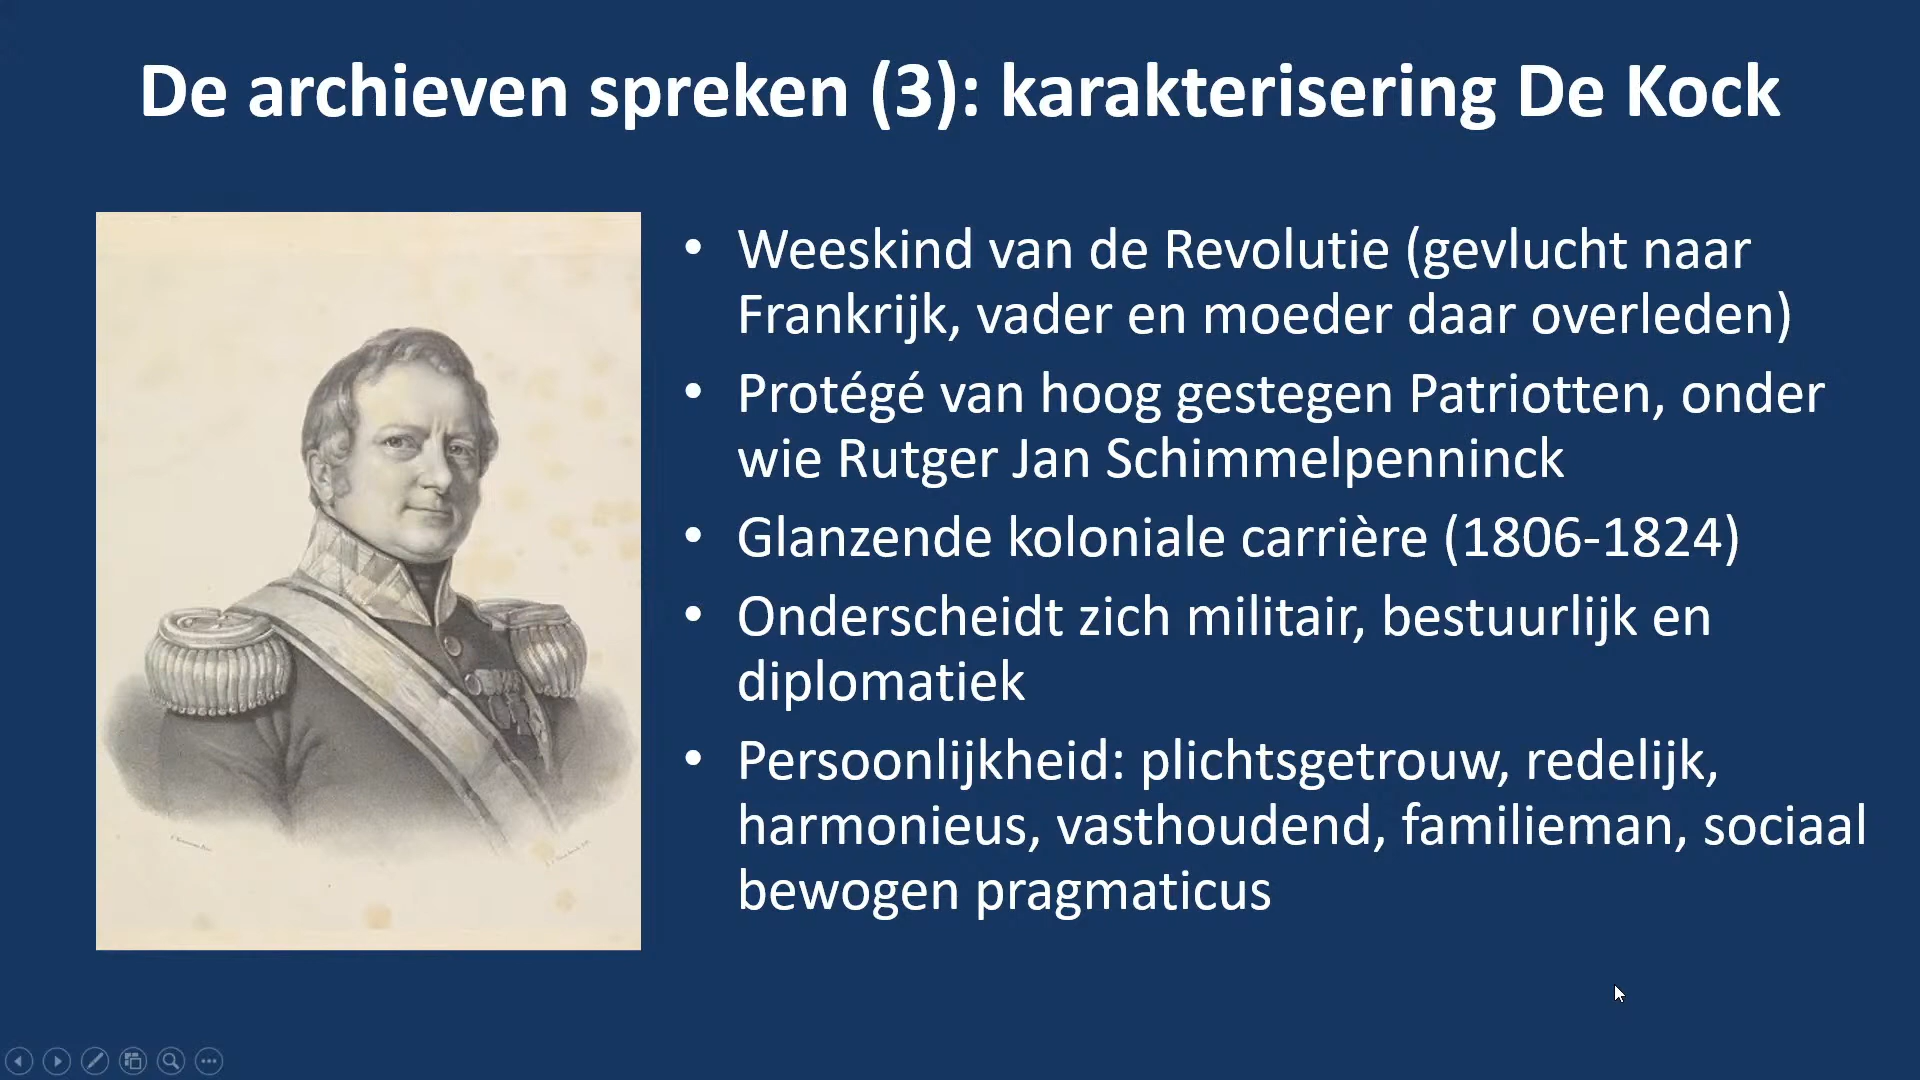 De archieven spreken (3): karakterisering De Kock
• Weeskind van de Revolutie (gevlucht naar
Frankrijk, vader en moeder daar overleden)
• Protégé van hoog gestegen Patriotten, onder
wie Rutger Jan Schimmelpenninck
• Glanzende koloniale carrière (1806-1824)
• Onderscheidt zich militair, bestuurlijk en
diplomatiek
• Persoonlijkheid: plichtsgetrouw, redelijk,
harmonieus, vasthoudend, familieman, sociaal
bewogen pragmaticus